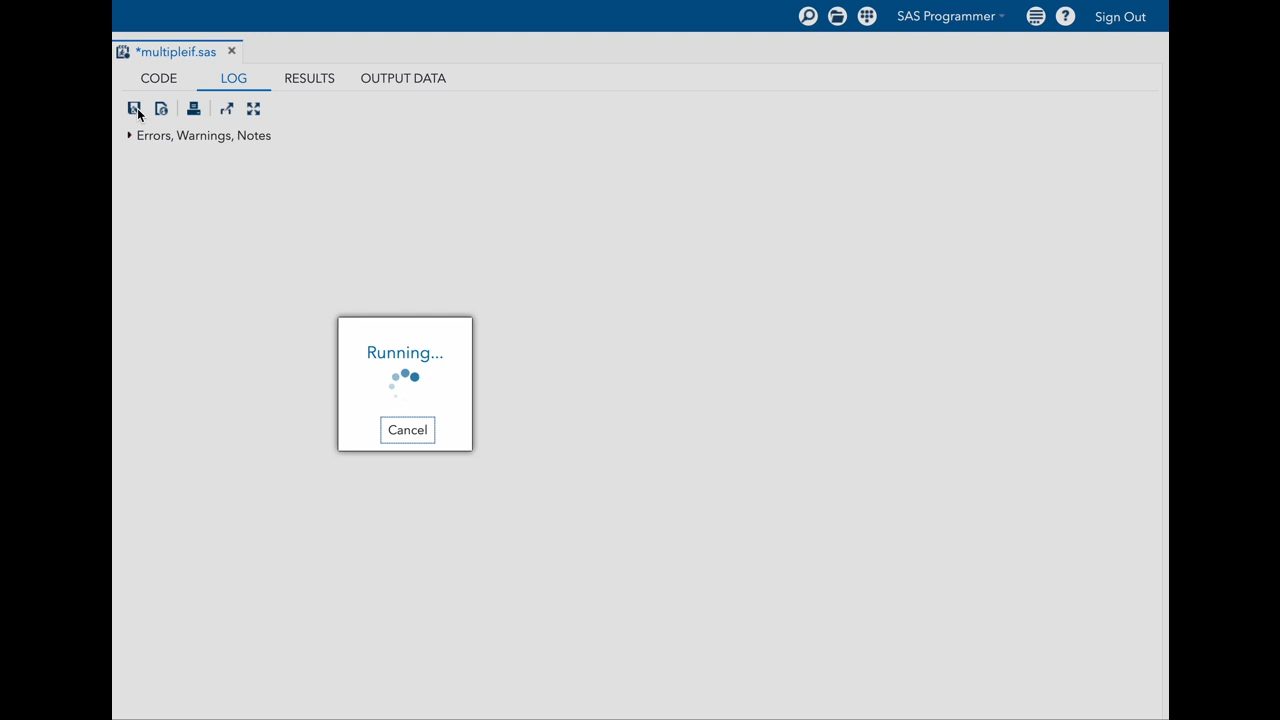 SAS Programmer
Sign Out
*multipleif.sas
CODE LOG RESULTS OUTPUT DATA
Errors, Warnings, Notes
Running...
Cancel